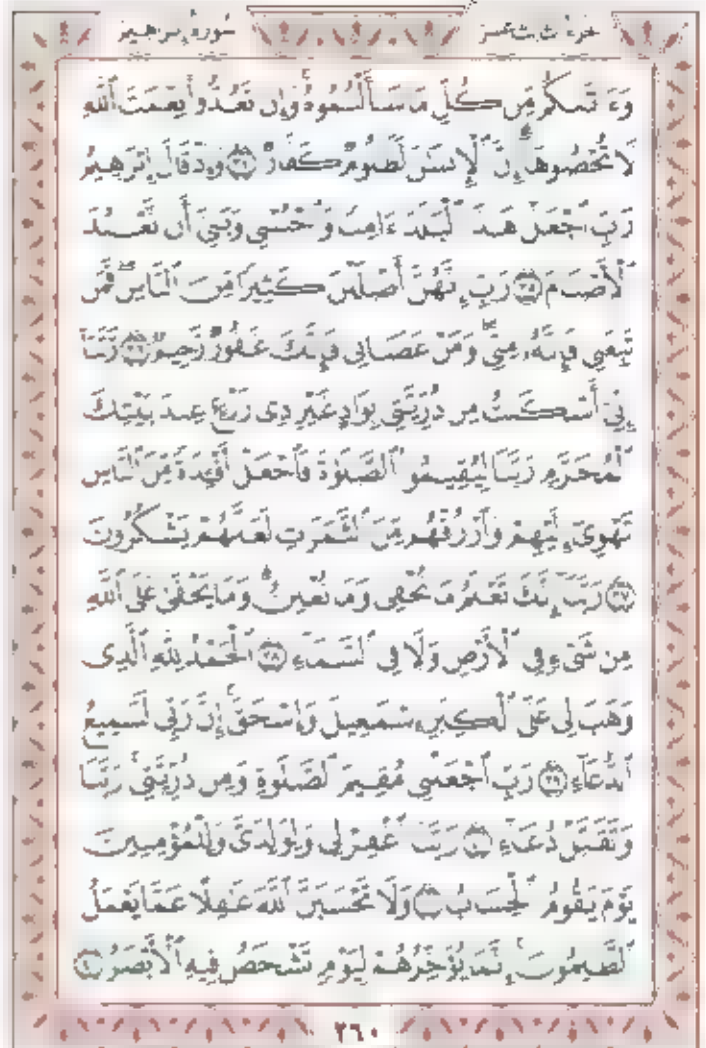 سورة إبراهيم الجزء الثالث عشر
وَءَاتَىٰكُم مِّن كُلِّ مَا سَأَلْتُمُوهُ ۚ وَإِن تَعُدُّوا۟ نِعْمَتَ ٱللَّهِ
لَا تُحْصُوهَآ ۗ إِنَّ ٱلْإِنسَٰنَ لَظَلُومٌ كَفَّارٌ ۝٣٤ وَإِذْ قَالَ إِبْرَٰهِيمُ
رَبِّ ٱجْعَلْ هَٰذَا ٱلْبَلَدَ ءَامِنًا وَٱجْنُبْنِى وَبَنِىَّ أَن نَّعْبُدَ
ٱلْأَصْنَامَ ۝٣٥ رَبِّ إِنَّهُنَّ أَضْلَلْنَ كَثِيرًا مِّنَ ٱلنَّاسِ ۖ فَمَن
تَبِعَنِى فَإِنَّهُۥ مِنِّى ۖ وَمَنْ عَصَانِى فَإِنَّكَ غَفُورٌ رَّحِيمٌ ۝٣٦ رَّبَّنَآ
إِنِّىٓ أَسْكَنتُ مِن ذُرِّيَّتِى بِوَادٍ غَيْرِ ذِى زَرْعٍ عِندَ بَيْتِكَ
ٱلْمُحَرَّمِ رَبَّنَا لِيُقِيمُوا۟ ٱلصَّلَوٰةَ فَٱجْعَلْ أَفْـِٔدَةً مِّنَ ٱلنَّاسِ
تَهْوِىٓ إِلَيْهِمْ وَٱرْزُقْهُم مِّنَ ٱلثَّمَرَٰتِ لَعَلَّهُمْ يَشْكُرُونَ
۝٣٧ رَبَّنَآ إِنَّكَ تَعْلَمُ مَا نُخْفِى وَمَا نُعْلِنُ ۗ وَمَا يَخْفَىٰ عَلَى ٱللَّهِ
مِن شَىْءٍ فِى ٱلْأَرْضِ وَلَا فِى ٱلسَّمَآءِ ۝٣٨ ٱلْحَمْدُ لِلَّهِ ٱلَّذِى
وَهَبَ لِى عَلَى ٱلْكِبَرِ إِسْمَٰعِيلَ وَإِسْحَٰقَ ۚ إِنَّ رَبِّى لَسَمِيعُ
ٱلدُّعَآءِ ۝٣٩ رَبِّ ٱجْعَلْنِى مُقِيمَ ٱلصَّلَوٰةِ وَمِن ذُرِّيَّتِى ۚ رَبَّنَا
وَتَقَبَّلْ دُعَآءِ ۝٤٠ رَبَّنَا ٱغْفِرْ لِى وَلِوَٰلِدَىَّ وَلِلْمُؤْمِنِينَ
يَوْمَ يَقُومُ ٱلْحِسَابُ ۝٤١ وَلَا تَحْسَبَنَّ ٱللَّهَ غَٰفِلًا عَمَّا يَعْمَلُ
ٱلظَّٰلِمُونَ ۚ إِنَّمَا يُؤَخِّرُهُمْ لِيَوْمٍ تَشْخَصُ فِيهِ ٱلْأَبْصَٰرُ ۝٤٢
٢٦٠